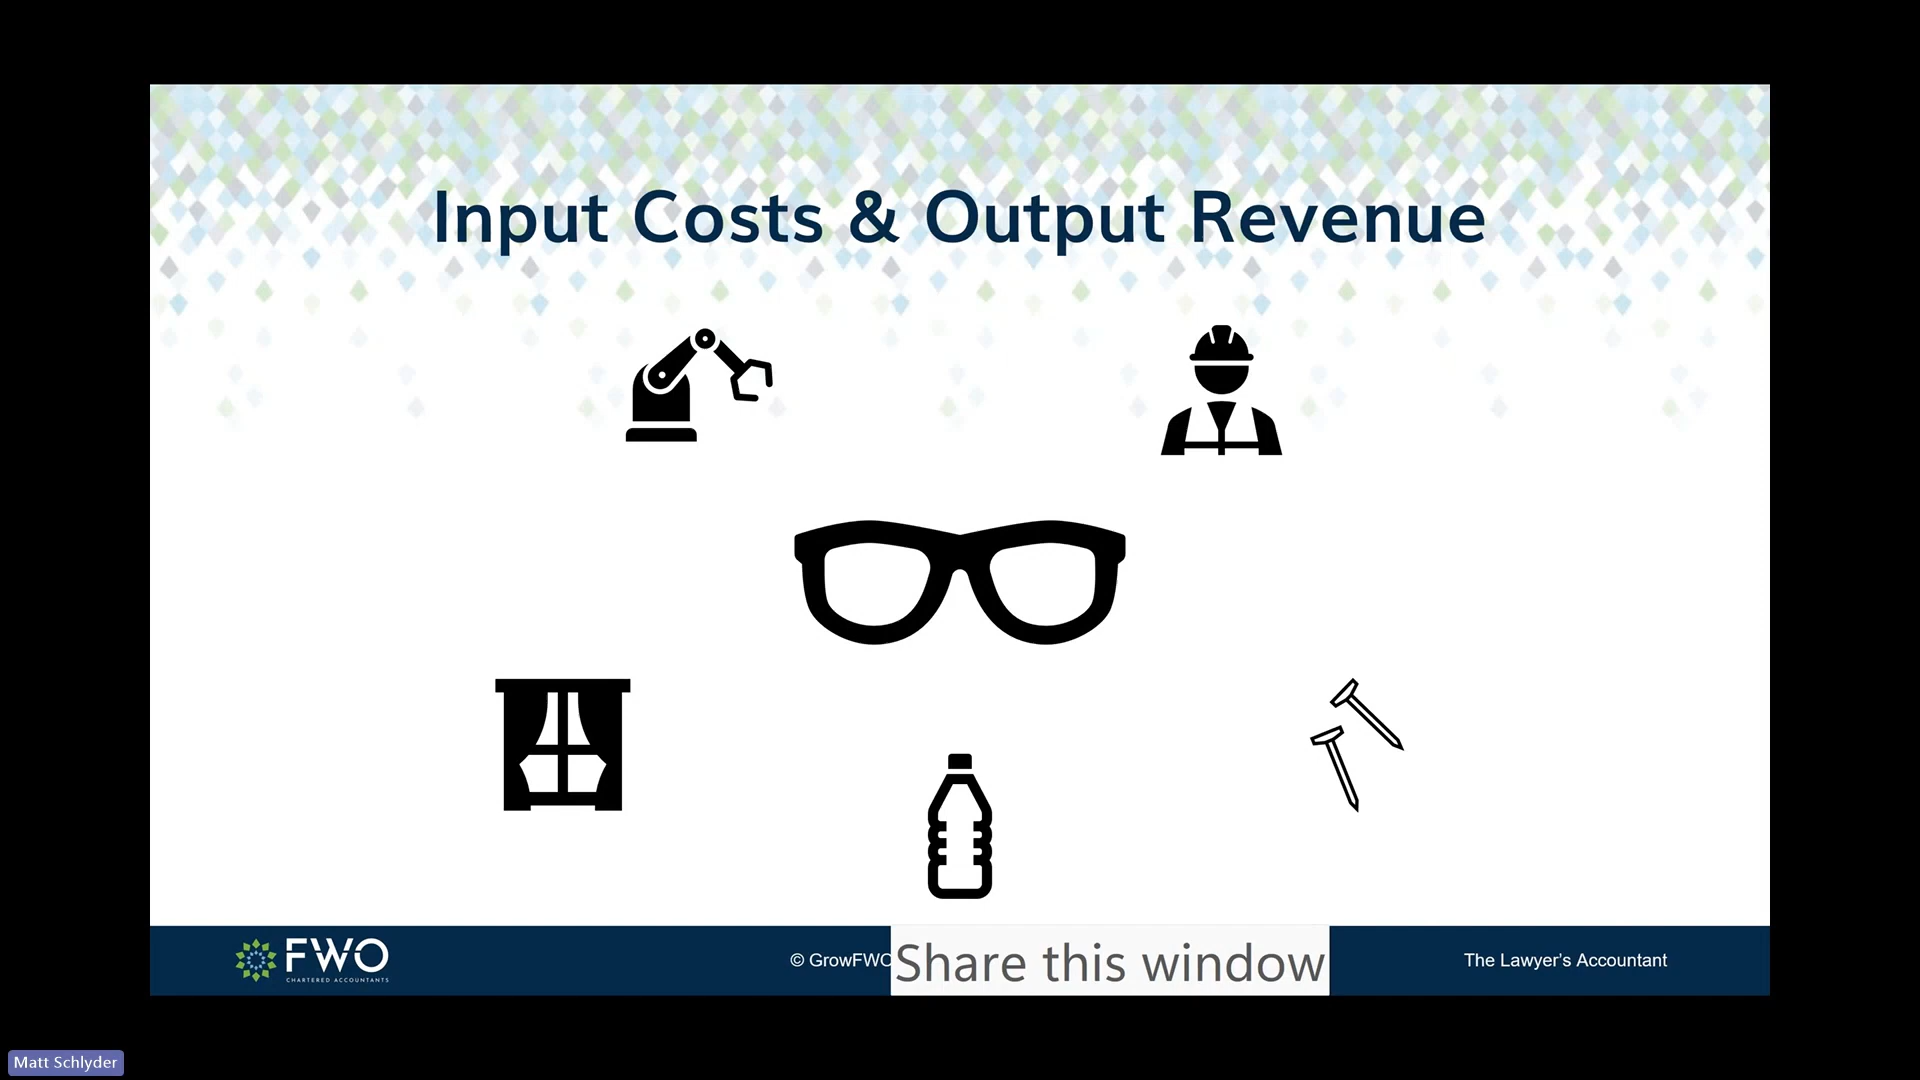 Input Costs & Output Revenue
FWO
CHARTERED ACCOUNTANTS
© GrowFWO
Share this window
The Lawyer's Accountant
Matt Schlyder